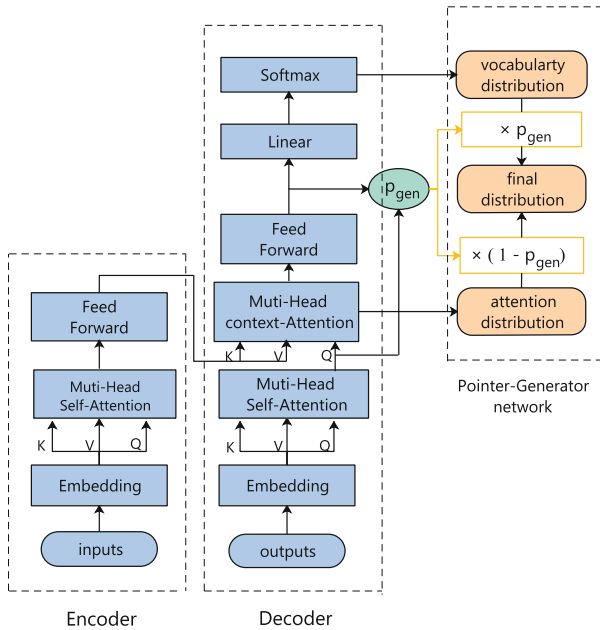 Softmax
Linear
Feed
Forward
Muti-Head
context-Attention
K
V
Q
Muti-Head
Self-Attention
K
V
Q
Embedding
outputs
Decoder
Feed
Forward
Muti-Head
Self-Attention
K
V
Q
Embedding
inputs
Encoder
p_gen
vocabularty
distribution
× p_gen
final
distribution
× ( 1 - p_gen )
attention
distribution
Pointer-Generator
network